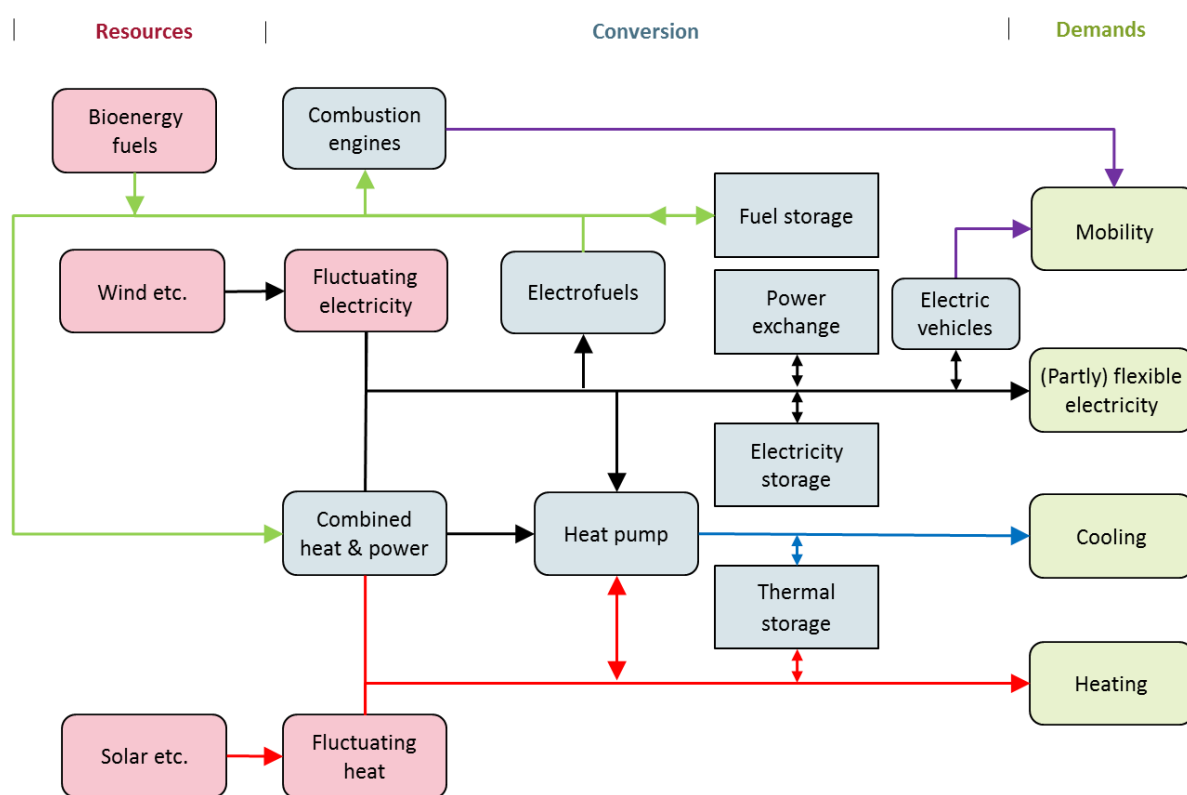 Resources
Conversion
Demands
Bioenergy
fuels
Combustion
engines
Fuel storage
Mobility
Wind etc.
Fluctuating
electricity
Electrofuels
Power
exchange
Electric
vehicles
(Partly) flexible
electricity
Electricity
storage
Combined
heat & power
Heat pump
Cooling
Thermal
storage
Heating
Solar etc.
Fluctuating
heat